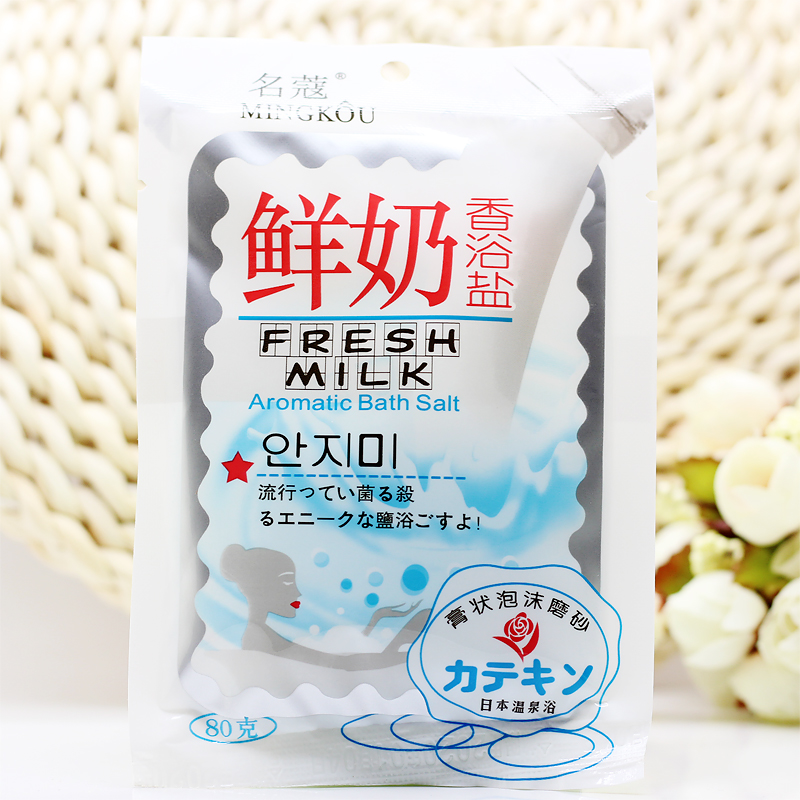 名蔻®
MINGKÔU
鲜奶
香浴盐
FRESH
MILK
Aromatic Bath Salt
안지미
流行つてい菌る殺
るエニークな鹽浴ごすよ!
膏状泡沫磨砂
カテキン
日本温泉浴
80克